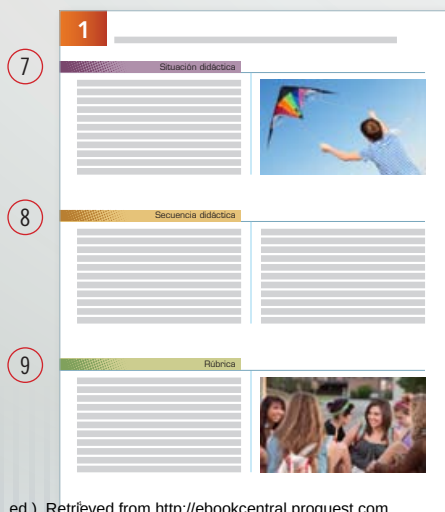 1
7
Situación didáctica
8
Secuencia didáctica
9
Rúbrica
ed.). Retrieved from http://ebookcentral.proquest.com